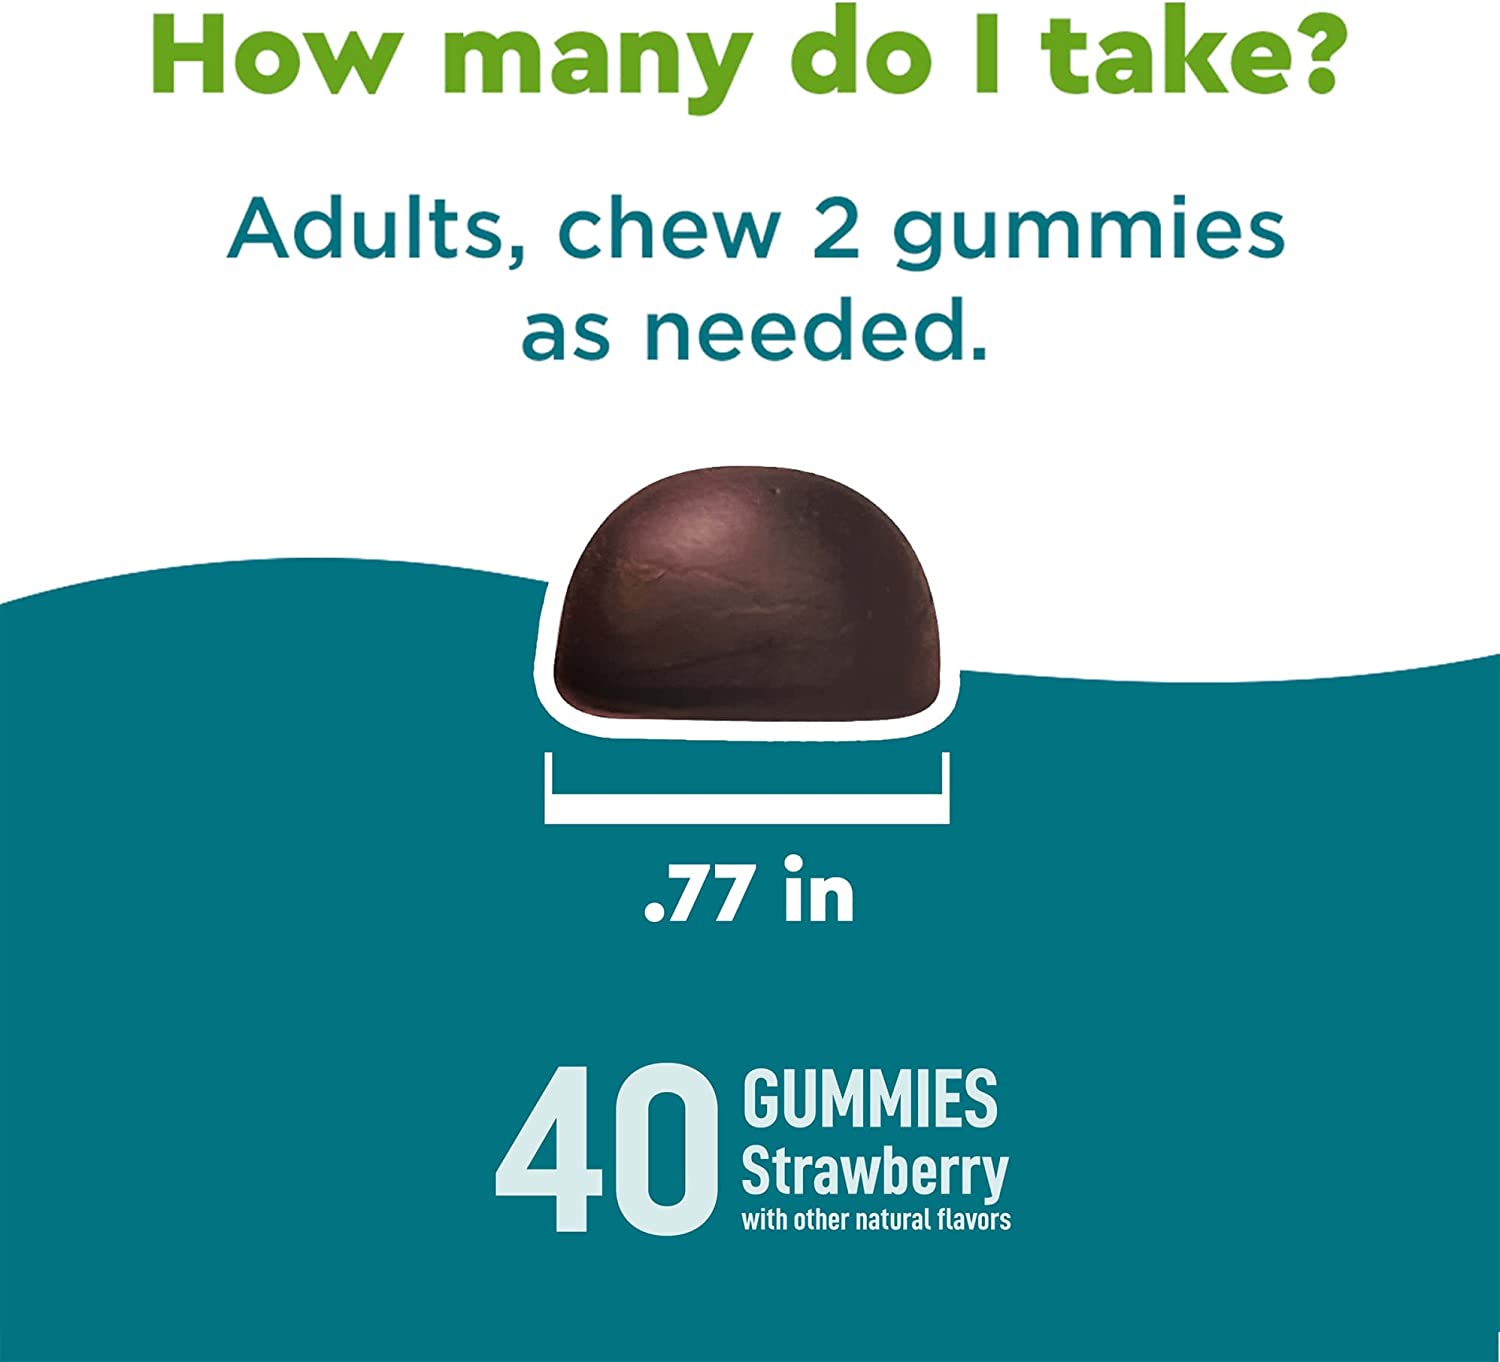 How many do I take?
Adults, chew 2 gummies
as needed.
.77 in
40 GUMMIES
Strawberry
with other natural flavors